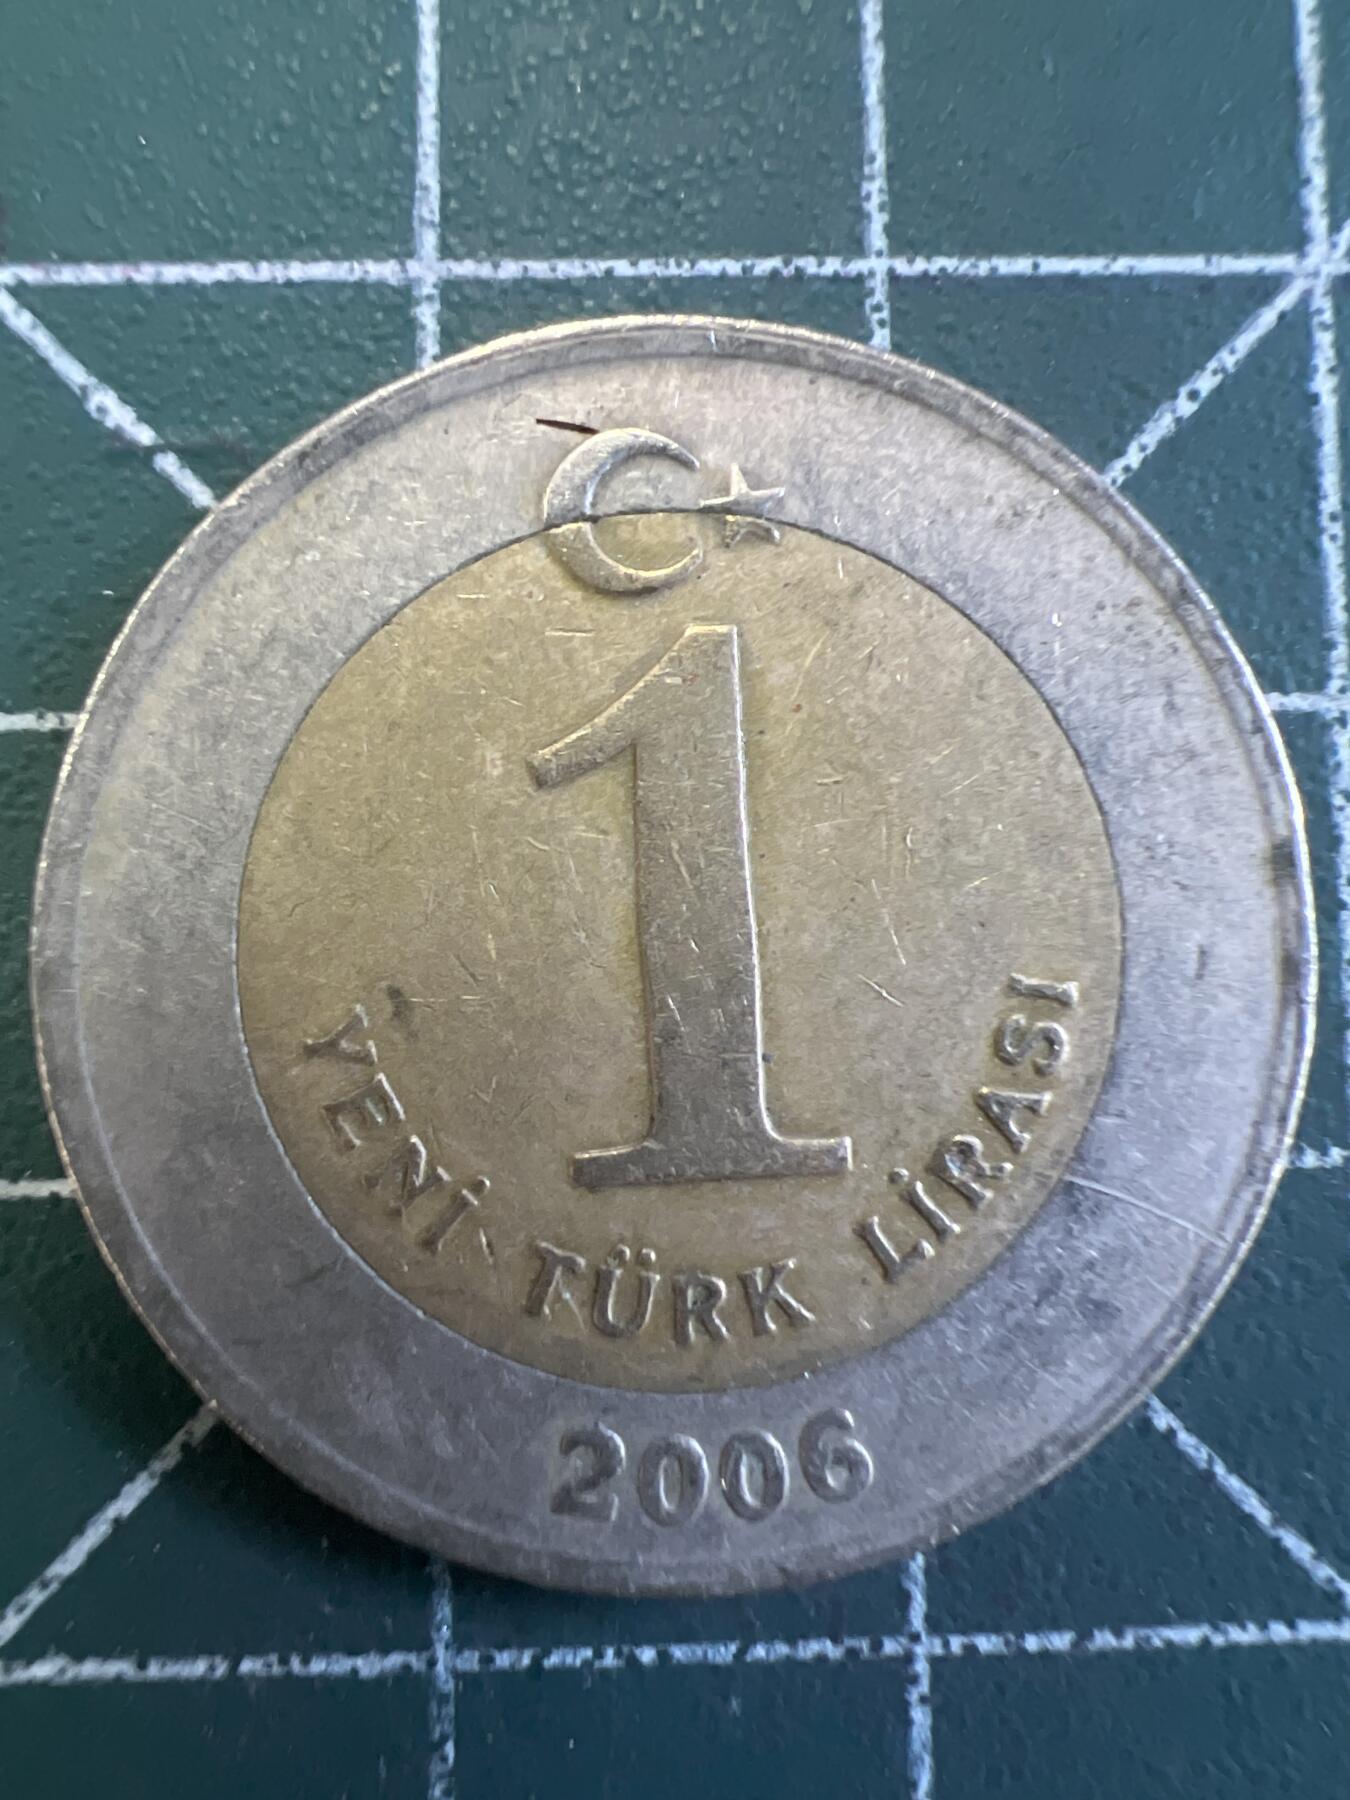 1
YENİ TÜRK LİRASI
2006